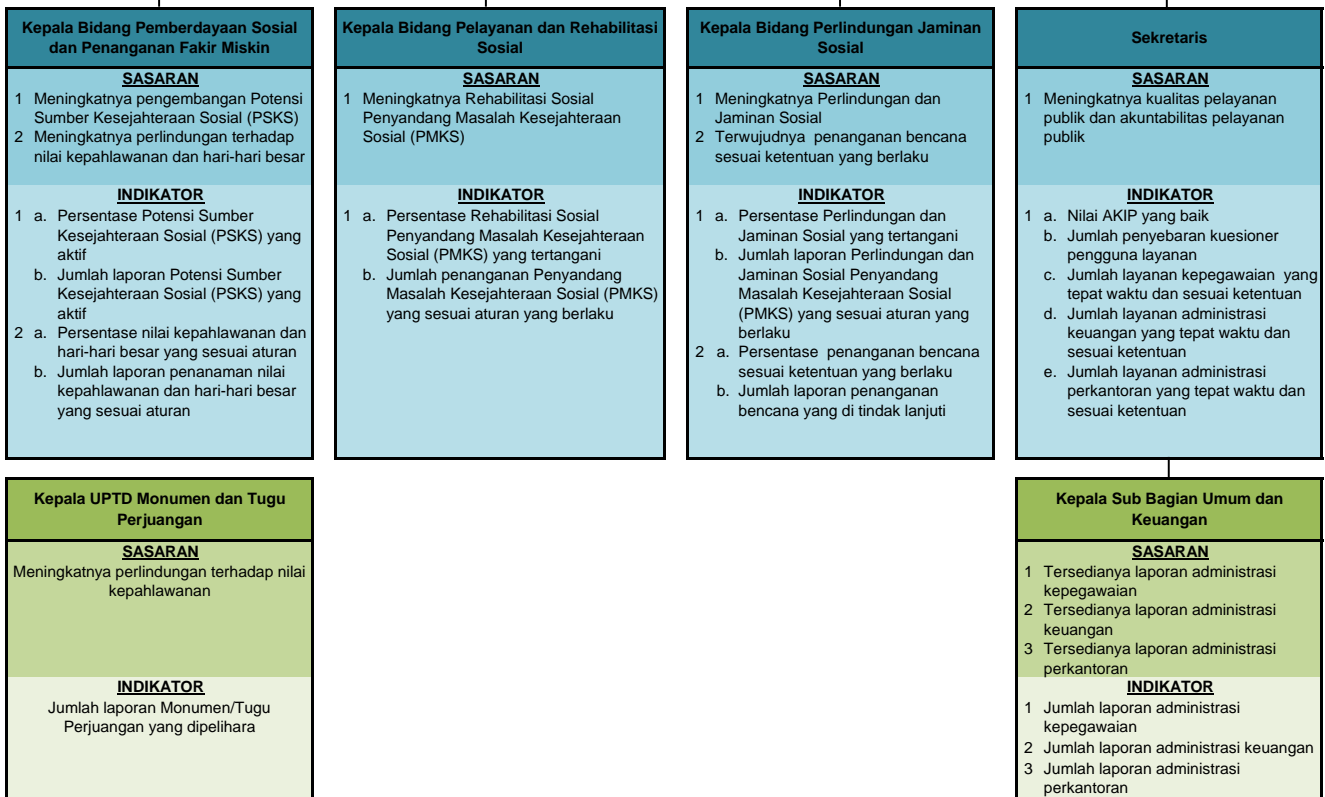 Kepala Bidang Pemberdayaan Sosial
dan Penanganan Fakir Miskin
SASARAN
1 Meningkatnya pengembangan Potensi
Sumber Kesejahteraan Sosial (PSKS)
2 Meningkatnya perlindungan terhadap
nilai kepahlawanan dan hari-hari besar
INDIKATOR
1 a. Persentase Potensi Sumber
Kesejahteraan Sosial (PSKS) yang
aktif
b. Jumlah laporan Potensi Sumber
Kesejahteraan Sosial (PSKS) yang
aktif
2 a. Persentase nilai kepahlawanan dan
hari-hari besar yang sesuai aturan
b. Jumlah laporan penanaman nilai
kepahlawanan dan hari-hari besar
yang sesuai aturan
Kepala Bidang Pelayanan dan Rehabilitasi
Sosial
SASARAN
1 Meningkatnya Rehabilitasi Sosial
Penyandang Masalah Kesejahteraan
Sosial (PMKS)
INDIKATOR
1 a. Persentase Rehabilitasi Sosial
Penyandang Masalah Kesejahteraan
Sosial (PMKS) yang tertangani
b. Jumlah penanganan Penyandang
Masalah Kesejahteraan Sosial (PMKS)
yang sesuai aturan yang berlaku
Kepala Bidang Perlindungan Jaminan
Sosial
SASARAN
1 Meningkatnya Perlindungan dan
Jaminan Sosial
2 Terwujudnya penanganan bencana
sesuai ketentuan yang berlaku
INDIKATOR
1 a. Persentase Perlindungan dan
Jaminan Sosial yang tertangani
b. Jumlah laporan Perlindungan dan
Jaminan Sosial Penyandang
Masalah Kesejahteraan Sosial
(PMKS) yang sesuai aturan yang
berlaku
2 a. Persentase penanganan bencana
sesuai ketentuan yang berlaku
b. Jumlah laporan penanganan
bencana yang di tindak lanjuti
Sekretaris
SASARAN
1 Meningkatnya kualitas pelayanan
publik dan akuntabilitas pelayanan
publik
INDIKATOR
1 a. Nilai AKIP yang baik
b. Jumlah penyebaran kuesioner
pengguna layanan
c. Jumlah layanan kepegawaian yang
tepat waktu dan sesuai ketentuan
d. Jumlah layanan administrasi
keuangan yang tepat waktu dan
sesuai ketentuan
e. Jumlah layanan administrasi
perkantoran yang tepat waktu dan
sesuai ketentuan
Kepala UPTD Monumen dan Tugu
Perjuangan
SASARAN
Meningkatnya perlindungan terhadap nilai
kepahlawanan
INDIKATOR
Jumlah laporan Monumen/Tugu
Perjuangan yang dipelihara
Kepala Sub Bagian Umum dan
Keuangan
SASARAN
1 Tersedianya laporan administrasi
kepegawaian
2 Tersedianya laporan administrasi
keuangan
3 Tersedianya laporan administrasi
perkantoran
INDIKATOR
1 Jumlah laporan administrasi
kepegawaian
2 Jumlah laporan administrasi keuangan
3 Jumlah laporan administrasi
perkantoran